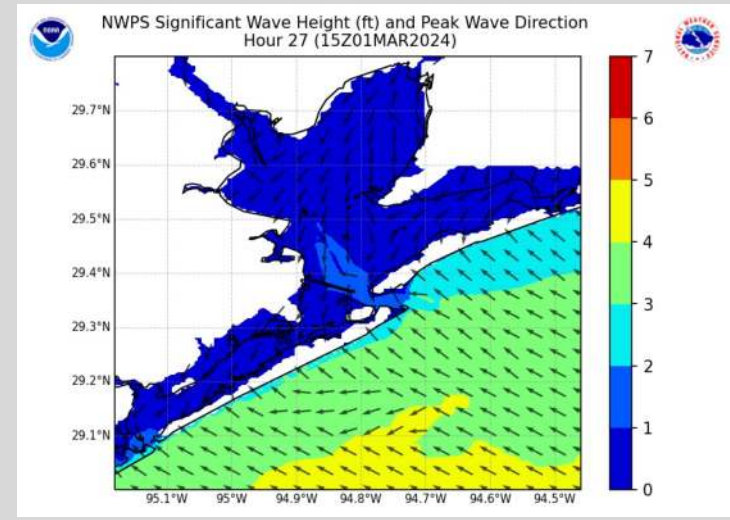 NWPS Significant Wave Height (ft) and Peak Wave Direction
Hour 27 (15Z01MAR2024)
NOAA
29.7°N
29.6°N
29.5°N
29.4°N
29.3°N
29.2°N
29.1°N
95.1°W 95°W 94.9°W 94.8°W 94.7°W 94.6°W 94.5°W
7
6
5
4
3
2
1
0